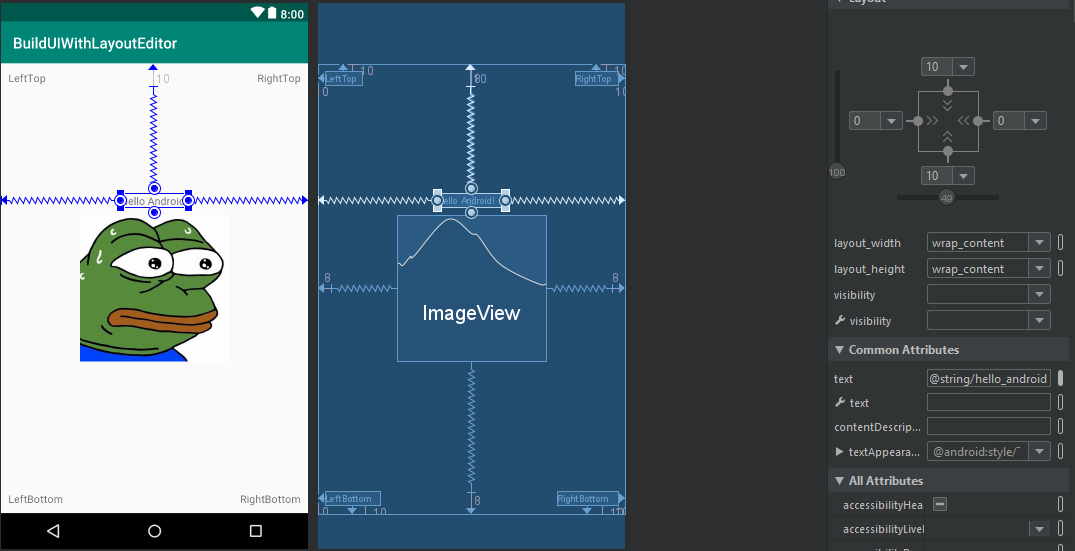 Layout
8:00
BuildUIWithLayoutEditor
LeftTop
10
RightTop
Hello Android!
LeftBottom
RightBottom
10
10
LeftTop
80
RightTop
10
10
Hello Android!
8
8
ImageView
8
LeftBottom
10
RightBottom
10
10
0
0
10
100
40
layout_width
wrap_content
layout_height
wrap_content
visibility
visibility
Common Attributes
text
@string/hello_android
text
contentDescrip...
textAppeara...
@android:style/
All Attributes
accessibilityHea
accessibilityLivel